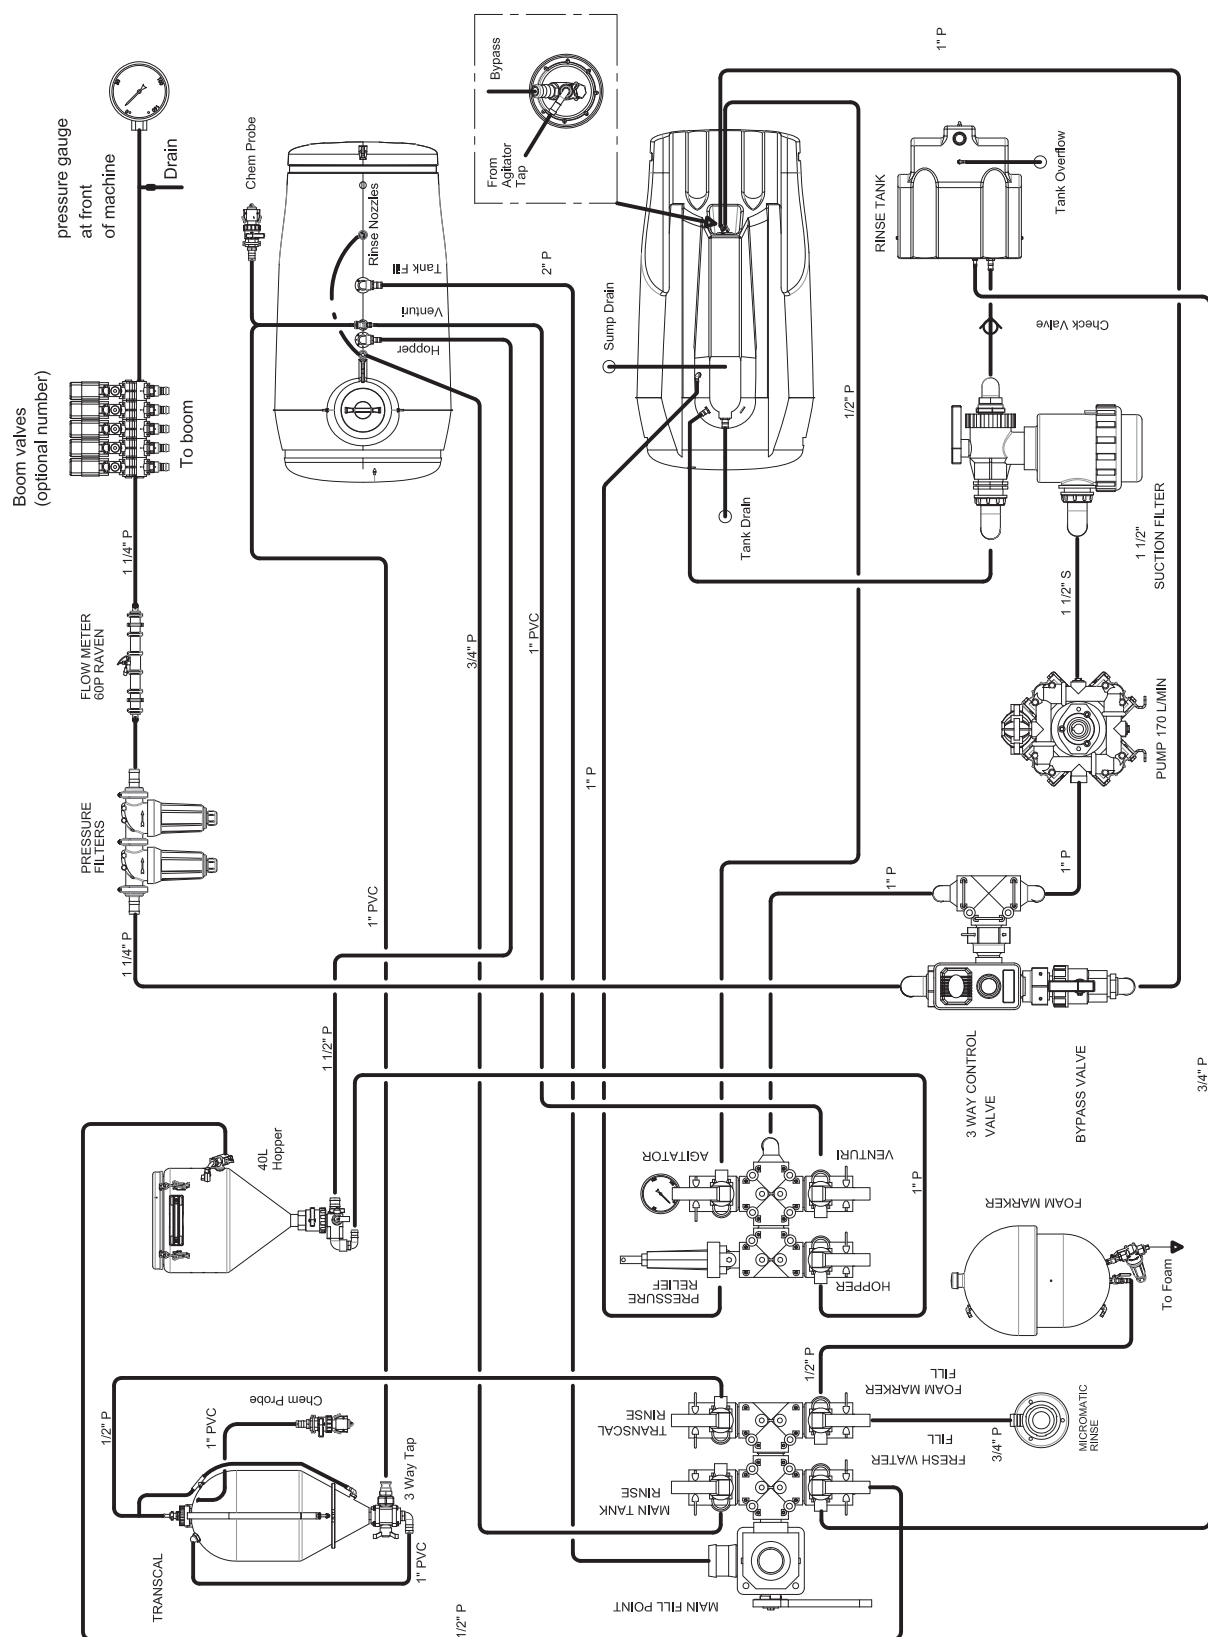 pressure gauge
at front
of machine
Drain
Boom valves
(optional number)
To boom
1 1/4" P
FLOW METER
60P RAVEN
PRESSURE
FILTERS
1 1/4" P
Chem Probe
Rinse Nozzles
Tank Fill
Venturi
Hopper
2" P
Bypass
From
Agitator
Tap
Sump Drain
Tank Drain
1" P
RINSE TANK
Tank Overflow
Check Valve
1/2" P
1 1/2"
SUCTION FILTER
1 1/2" S
PUMP 170 L/MIN
3/4" P
1" PVC
1" P
1" PVC
1" P
1" P
1 1/2" P
3 WAY CONTROL
VALVE
BYPASS VALVE
3/4" P
40L
Hopper
AGITATOR
VENTURI
1" P
PRESSURE
RELIEF
HOPPER
FOAM MARKER
To Foam
1/2" P
1" PVC
Chem Probe
3 Way Tap
1" PVC
TRANSCAL
TRANSCAL
RINSE
1/2" P
FOAM MARKER
FILL
FRESH WATER
FILL
3/4" P
MICROMATIC
RINSE
MAIN TANK
RINSE
MAIN FILL POINT
1/2" P